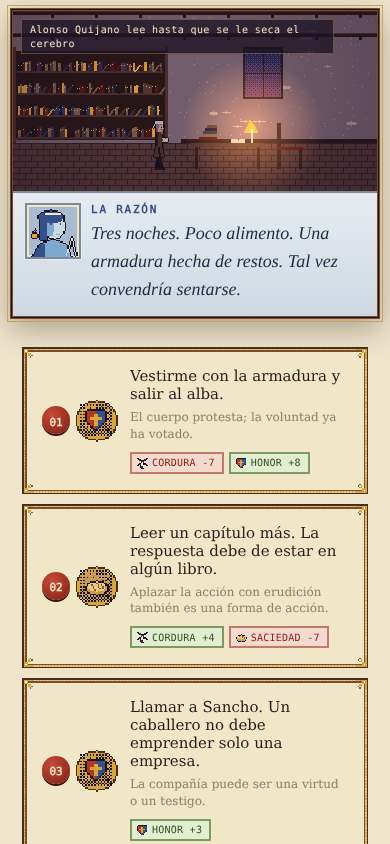 Alonso Quijano lee hasta que se le seca el
cerebro
LA RAZÓN
Tres noches. Poco alimento. Una
armadura hecha de restos. Tal vez
convendría sentarse.
01
Vestirme con la armadura y
salir al alba.
El cuerpo protesta; la voluntad ya
ha votado.
CORDURA -7 HONOR +8
02
Leer un capítulo más. La
respuesta debe de estar en
algún libro.
Aplazar la acción con erudición
también es una forma de acción.
CORDURA +4 SACIEDAD -7
03
Llamar a Sancho. Un
caballero no debe
emprender solo una
empresa.
La compañía puede ser una virtud
o un testigo.
HONOR +3